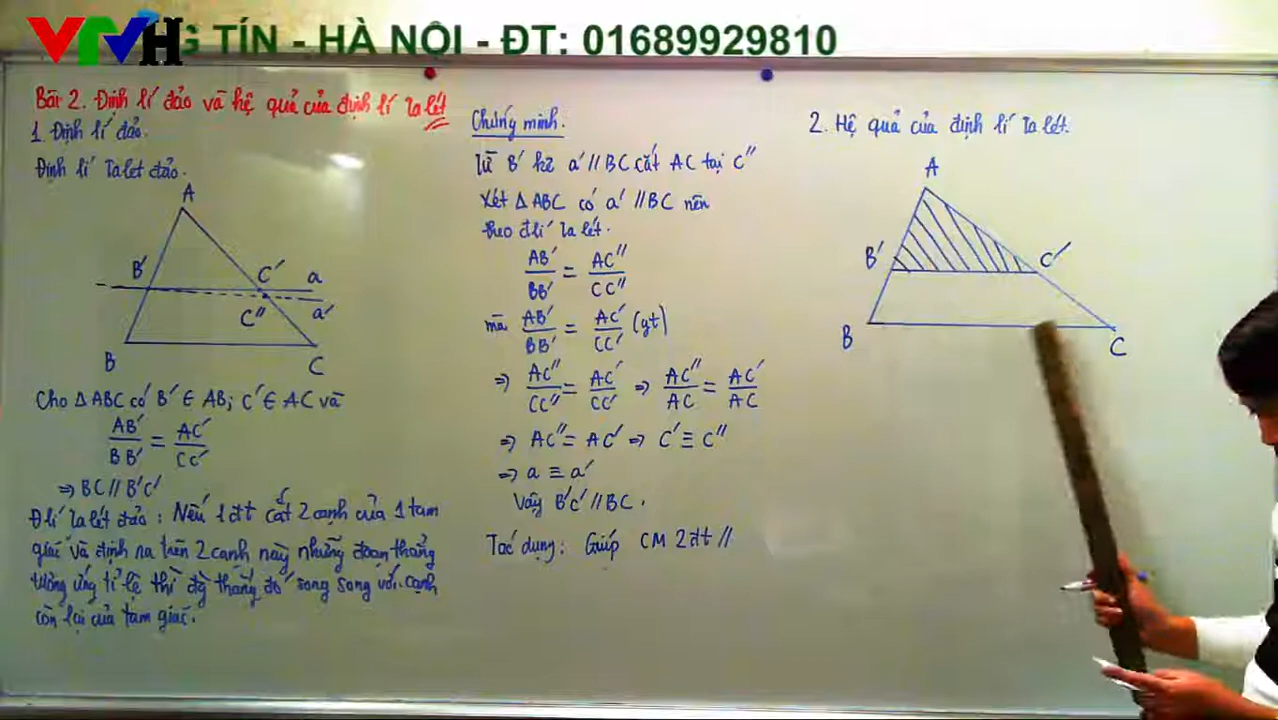 VTVH
G TÍN - HÀ NỘI - ĐT: 01689929810
Bài 2. Định lí đảo và hệ quả của định lí Ta lét
1. Định lí đảo.
Định lí Talet đảo.
A
B'
C'
a
C''
a'
B
C
Cho ΔABC có B' ∈ AB; C' ∈ AC và
AB'/BB' = AC'/CC'
⇒ BC // B'C'
Đlí Ta lét đảo: Nếu 1 đt cắt 2 cạnh của 1 tam
giác và định ra trên 2 cạnh này những đoạn thẳng
tương ứng tỉ lệ thì đg thẳng đó song song với cạnh
còn lại của tam giác.
Chứng minh.
Từ B' kẻ a' // BC cắt AC tại C''
Xét ΔABC có a' // BC nên
theo đlí Ta lét.
AB'/BB' = AC''/CC''
mà AB'/BB' = AC'/CC' (gt)
⇒ AC''/CC'' = AC'/CC' ⇒ AC''/AC = AC'/AC
⇒ AC'' = AC' ⇒ C' ≡ C''
⇒ a ≡ a'
Vậy B'C' // BC.
Tác dụng: Giúp CM 2 đt //
2. Hệ quả của định lí Ta lét.
A
B'
C'
B
C